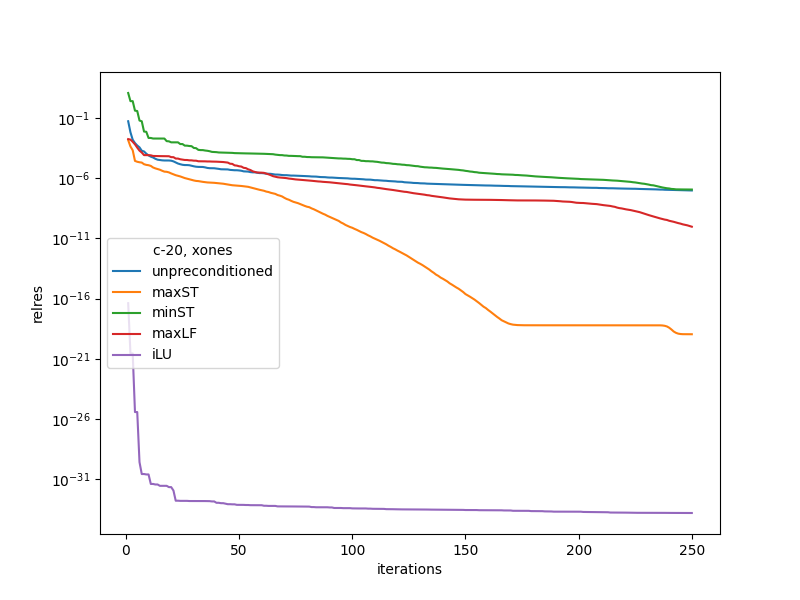 10^-1
10^-6
10^-11
10^-16
10^-21
10^-26
10^-31
relres
c-20, xones
unpreconditioned
maxST
minST
maxLF
iLU
0 50 100 150 200 250
iterations